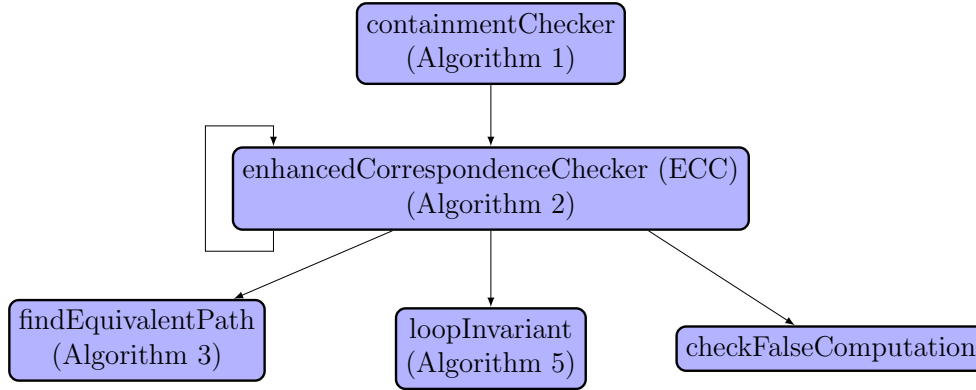 containmentChecker
(Algorithm 1)
enhancedCorrespondenceChecker (ECC)
(Algorithm 2)
findEquivalentPath
(Algorithm 3)
loopInvariant
(Algorithm 5)
checkFalseComputation